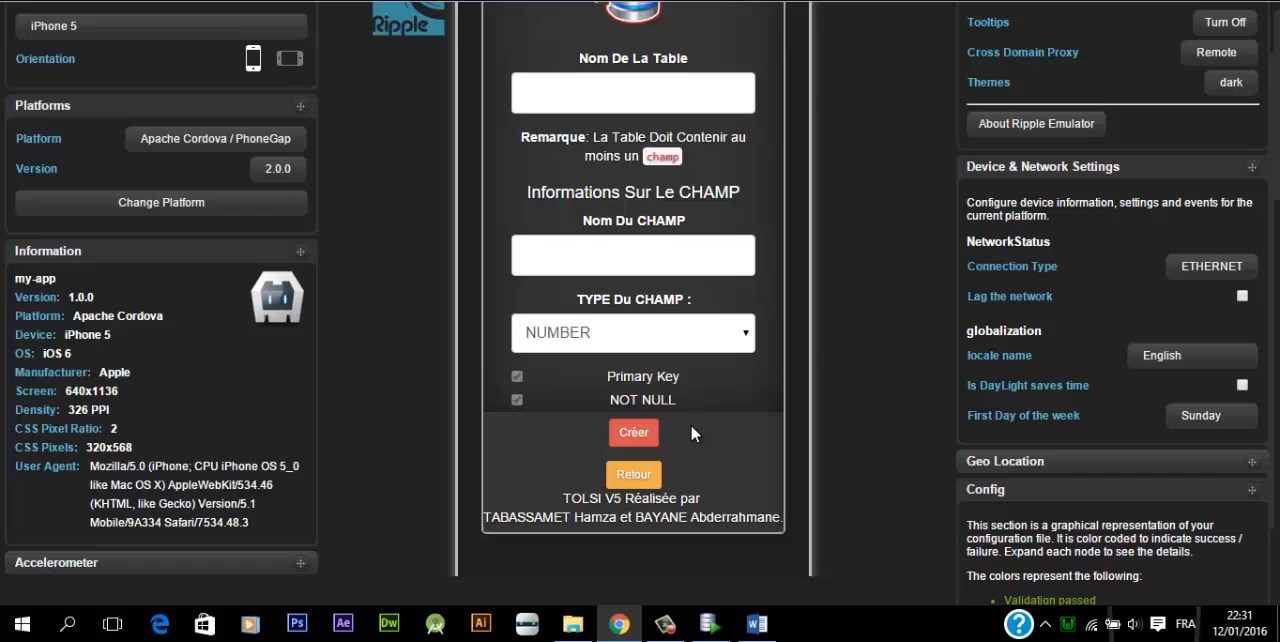 iPhone 5
Orientation
Platforms
Platform Apache Cordova / PhoneGap
Version 2.0.0
Change Platform
Information
my-app
Version: 1.0.0
Platform: Apache Cordova
Device: iPhone 5
OS: iOS 6
Manufacturer: Apple
Screen: 640x1136
Density: 326 PPI
CSS Pixel Ratio: 2
CSS Pixels: 320x568
User Agent: Mozilla/5.0 (iPhone; CPU iPhone OS 5_0
like Mac OS X) AppleWebKit/534.46
(KHTML, like Gecko) Version/5.1
Mobile/9A334 Safari/7534.48.3
Accelerometer
Ripple
Nom De La Table
Remarque: La Table Doit Contenir au
moins un champ
Informations Sur Le CHAMP
Nom Du CHAMP
TYPE Du CHAMP :
NUMBER
Primary Key
NOT NULL
Créer
Retour
TOLSI V5 Réalisée par
TABASSAMET Hamza et BAYANE Abderrahmane.
Tooltips Turn Off
Cross Domain Proxy Remote
Themes dark
About Ripple Emulator
Device & Network Settings
Configure device information, settings and events for the
current platform.
NetworkStatus
Connection Type ETHERNET
Lag the network
globalization
locale name English
Is DayLight saves time
First Day of the week Sunday
Geo Location
Config
This section is a graphical representation of your
configuration file. It is color coded to indicate success /
failure. Expand each node to see the details.
The colors represent the following:
• Validation passed
Ps Ae Dw Ai
FRA
22:31
12/01/2016